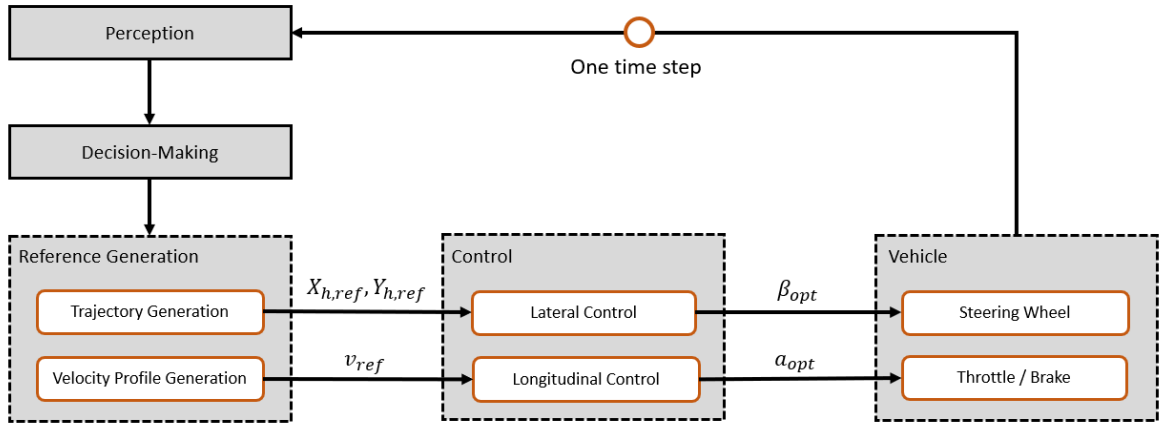 Perception
One time step
Decision-Making
Reference Generation
Control
Vehicle
Trajectory Generation
X_{h,ref}, Y_{h,ref}
Lateral Control
β_{opt}
Steering Wheel
Velocity Profile Generation
v_{ref}
Longitudinal Control
a_{opt}
Throttle / Brake